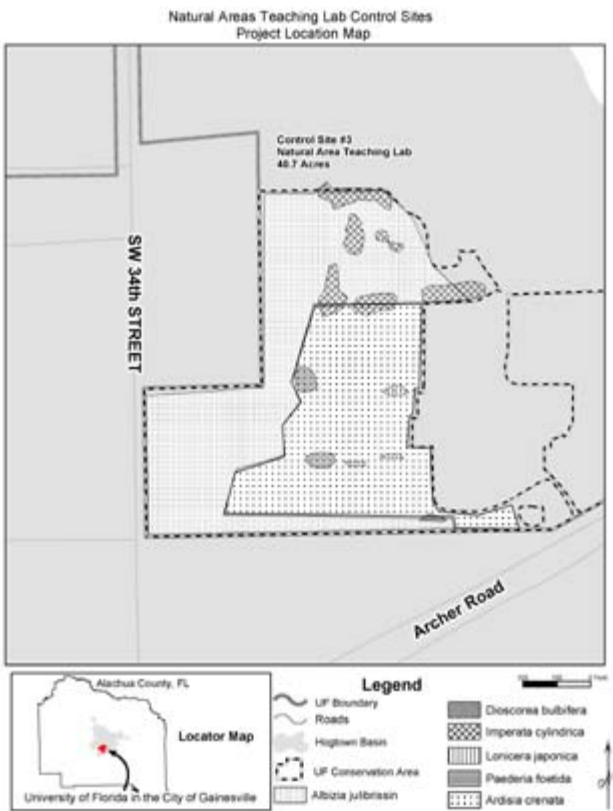 Natural Areas Teaching Lab Control Sites
Project Location Map
Control Site #3
Natural Area Teaching Lab
40.7 Acres
SW 34th STREET
Archer Road
Alachua County, FL
Locator Map
University of Florida in the City of Gainesville
Legend
UF Boundary
Roads
Hogtown Basin
UF Conservation Area
Albizia julibrissin
Dioscorea bulbifera
Imperata cylindrica
Lonicera japonica
Paederia foetida
Ardisia crenata